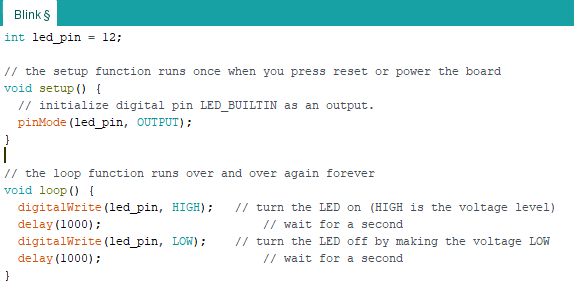 Blink §
int led_pin = 12;
// the setup function runs once when you press reset or power the board
void setup() {
  // initialize digital pin LED_BUILTIN as an output.
  pinMode(led_pin, OUTPUT);
}
// the loop function runs over and over again forever
void loop() {
  digitalWrite(led_pin, HIGH);   // turn the LED on (HIGH is the voltage level)
  delay(1000);                       // wait for a second
  digitalWrite(led_pin, LOW);    // turn the LED off by making the voltage LOW
  delay(1000);                       // wait for a second
}